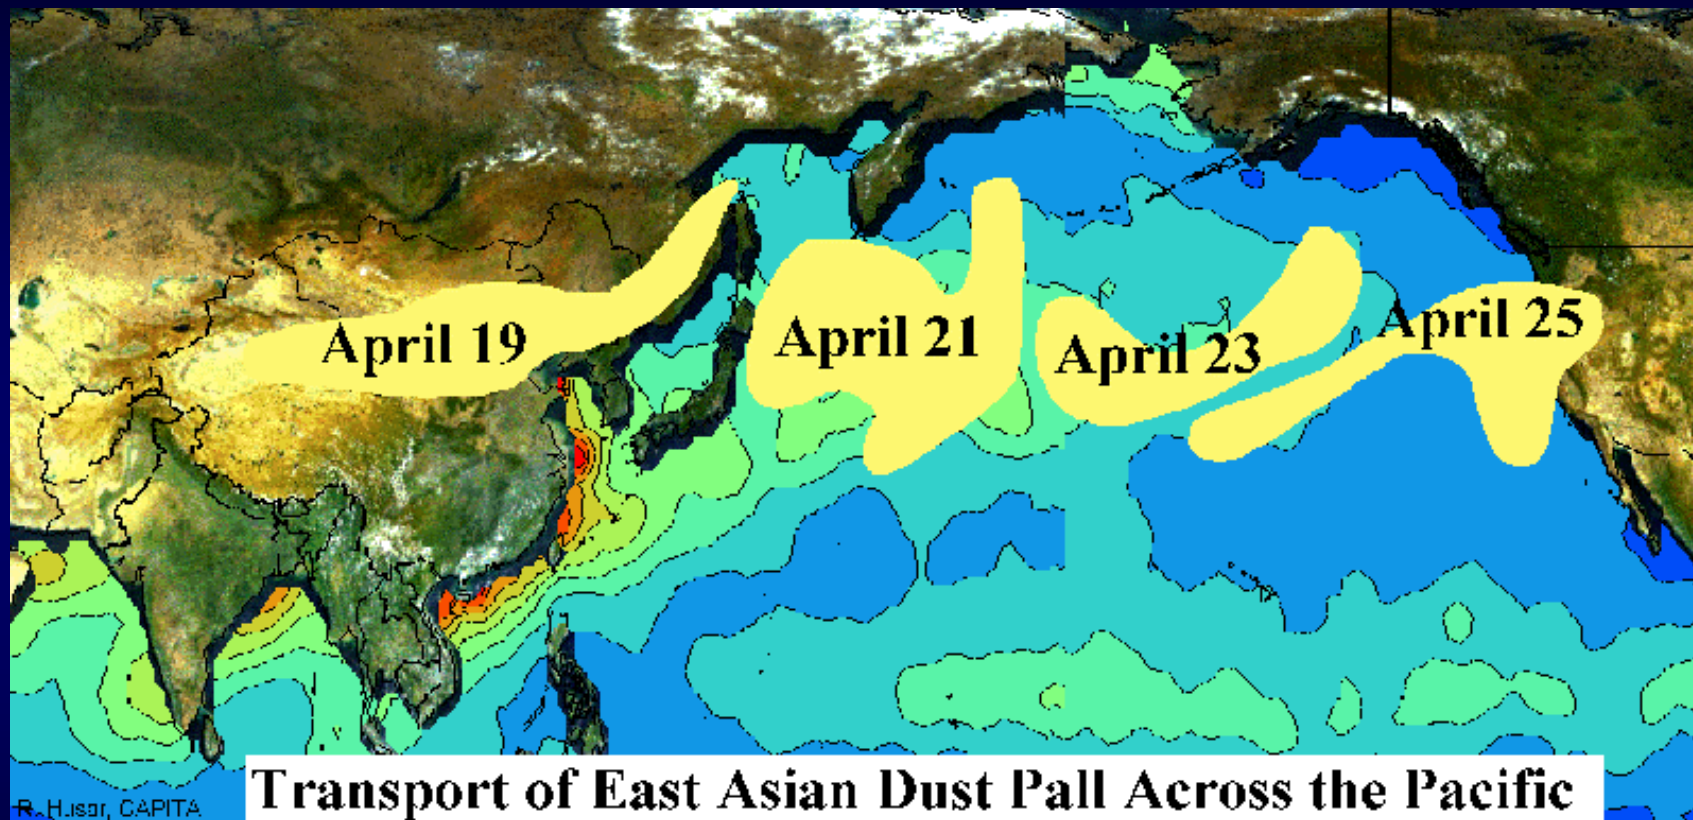 April 19
April 21
April 23
April 25
Transport of East Asian Dust Pall Across the Pacific
R. Husar, CAPITA